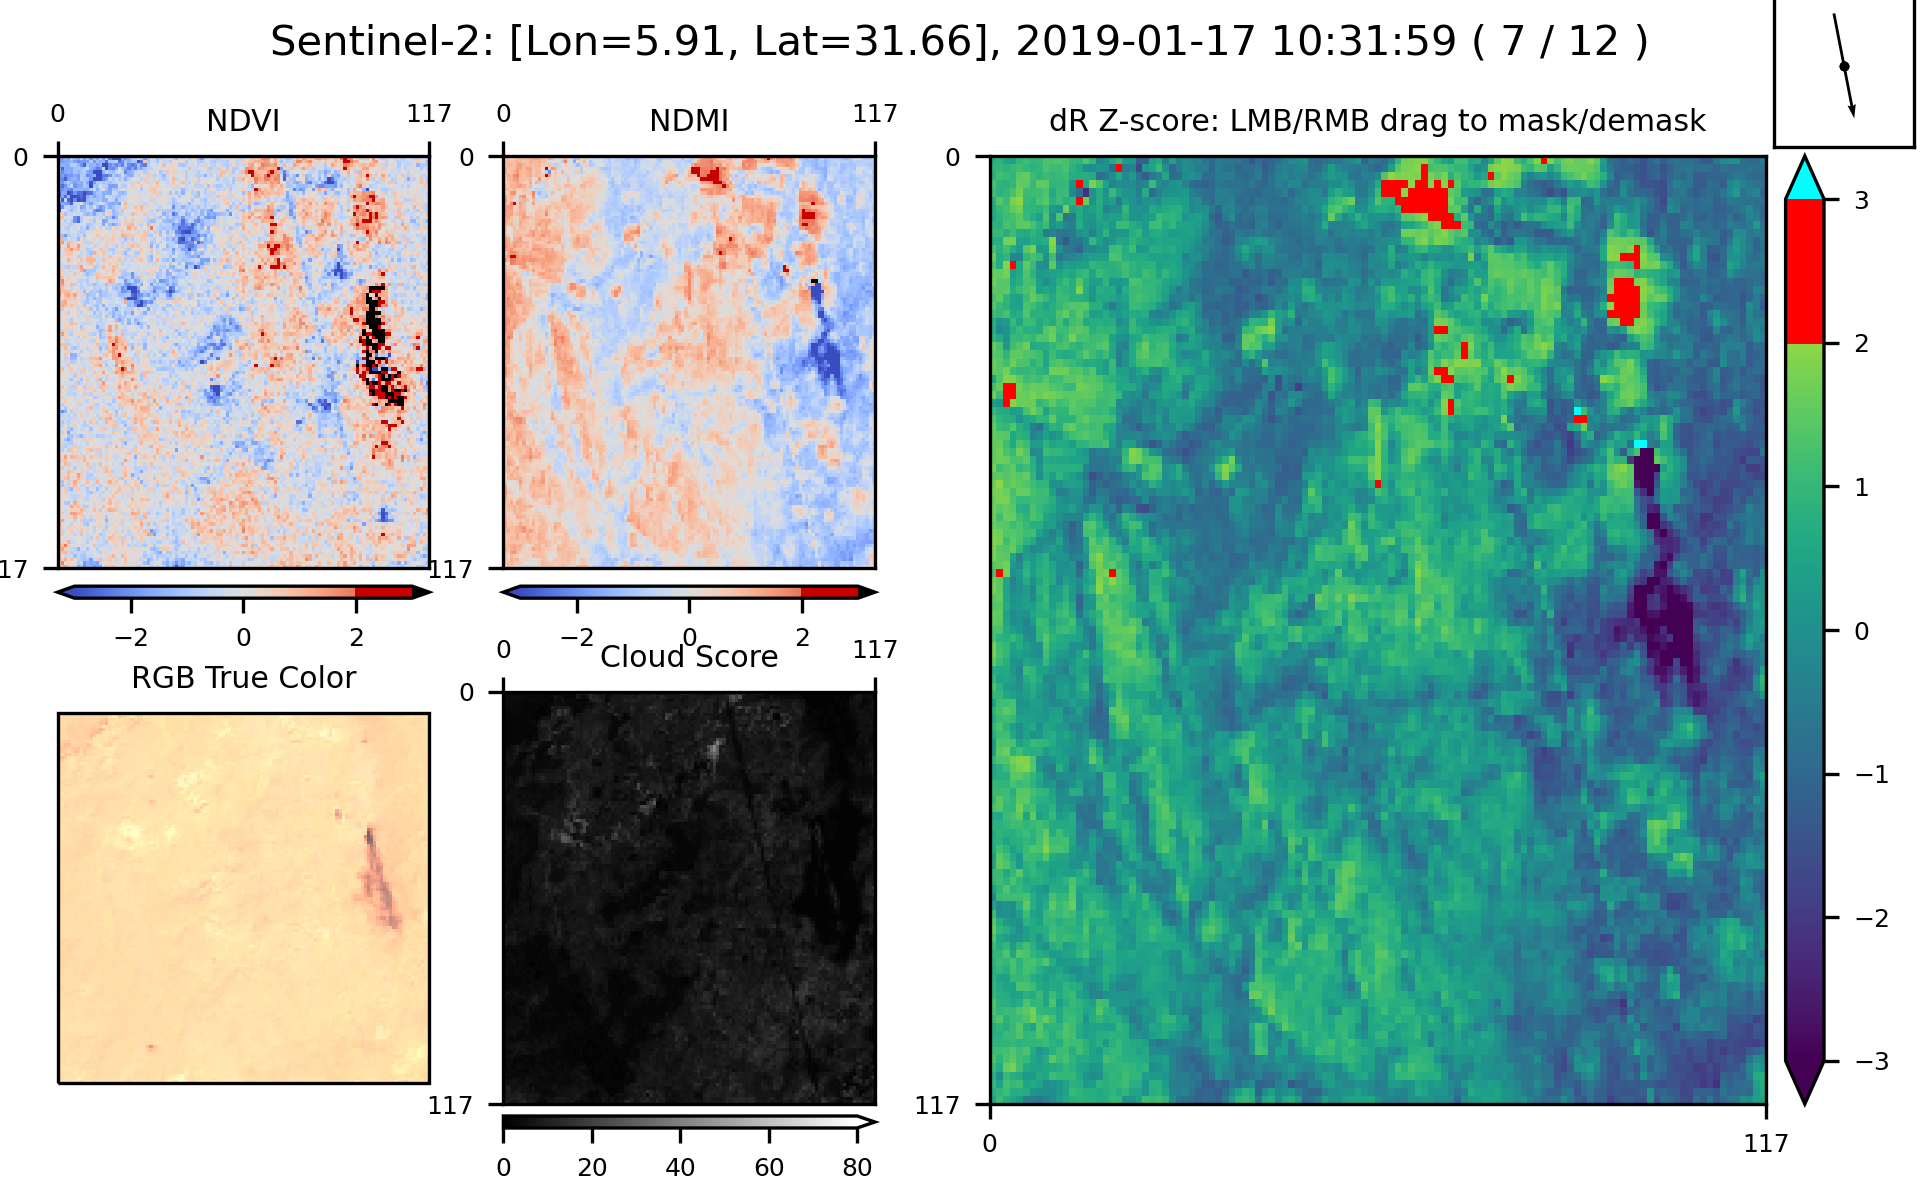 Sentinel-2: [Lon=5.91, Lat=31.66], 2019-01-17 10:31:59 ( 7 / 12 )
0 NDVI 117
0
17
−2 0 2
0 NDMI 117
0
117
−2 0 2
dR Z-score: LMB/RMB drag to mask/demask
0
117
0 117
3
2
1
0
−1
−2
−3
RGB True Color
0 Cloud Score 117
0
117
0 20 40 60 80